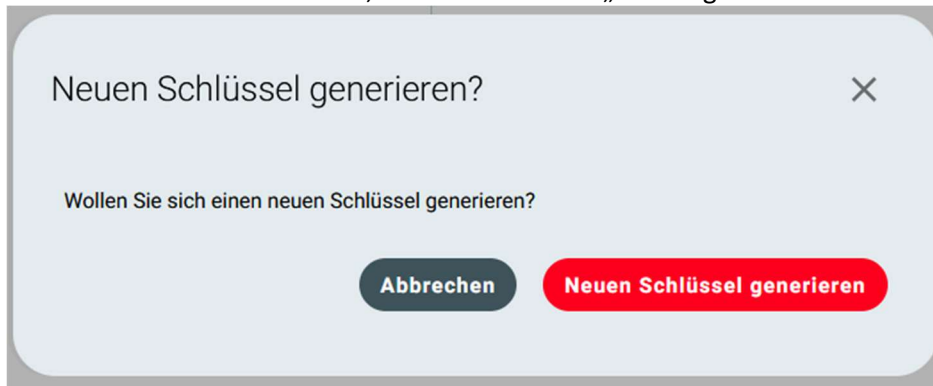 Neuen Schlüssel generieren?
Wollen Sie sich einen neuen Schlüssel generieren?
Abbrechen
Neuen Schlüssel generieren